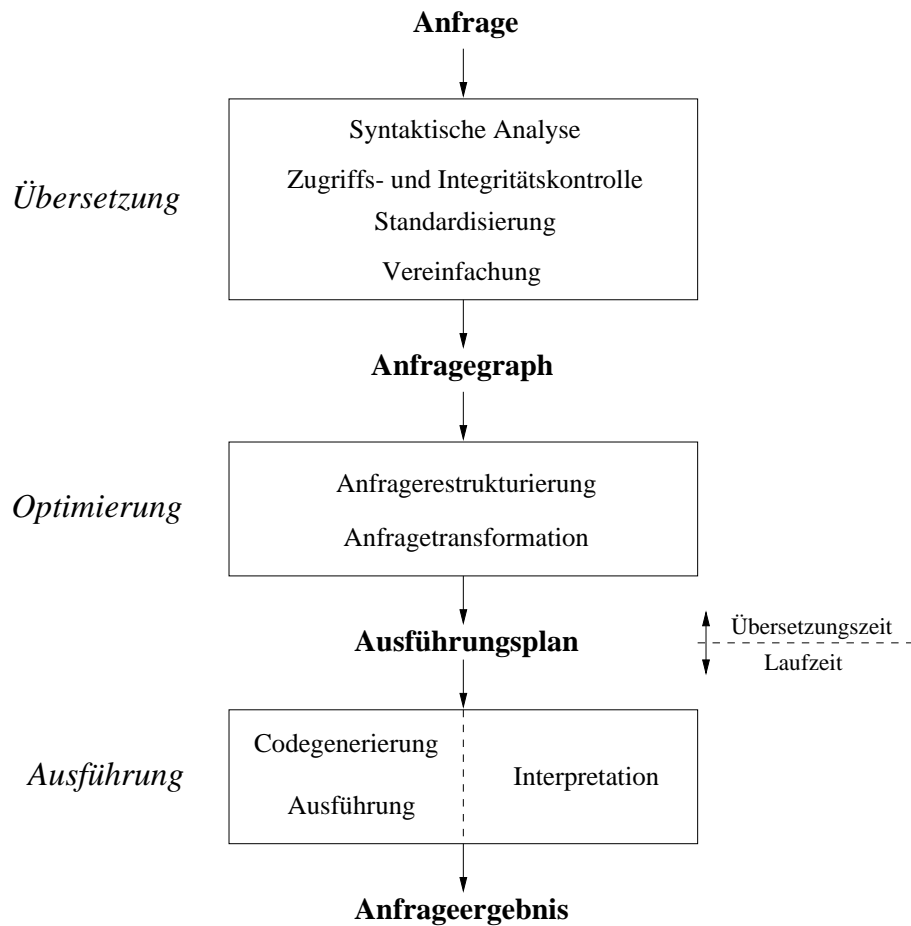 Anfrage
Syntaktische Analyse
Zugriffs- und Integritätskontrolle
Übersetzung
Standardisierung
Vereinfachung
Anfragegraph
Anfragerestrukturierung
Optimierung
Anfragetransformation
Ausführungsplan
Übersetzungszeit
Laufzeit
Codegenerierung
Ausführung
Interpretation
Ausführung
Anfrageergebnis